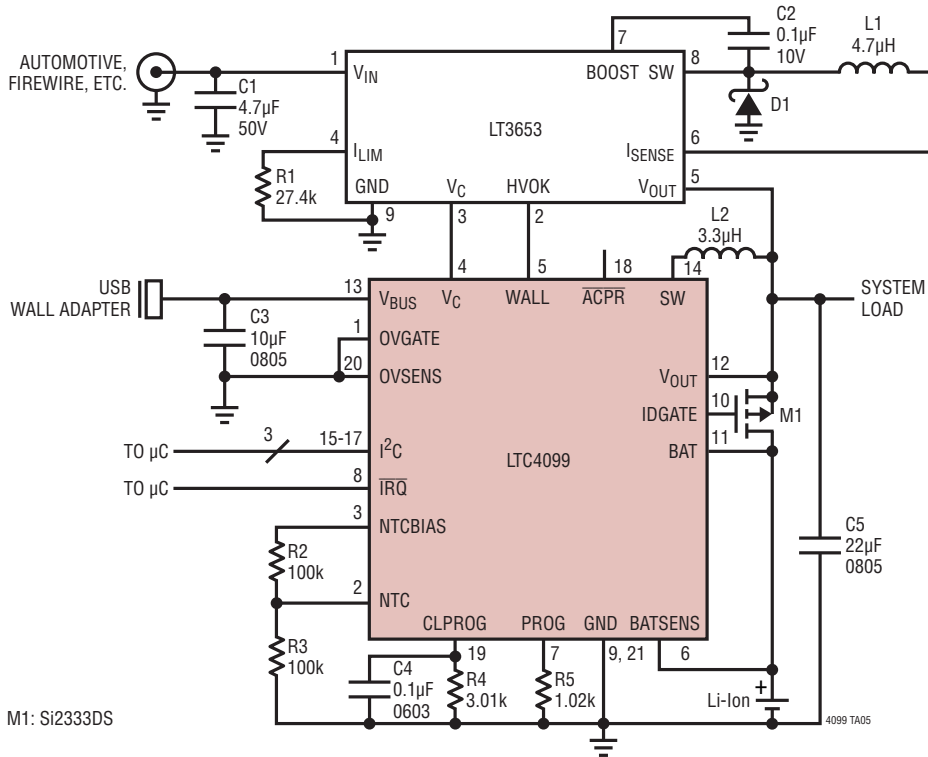 AUTOMOTIVE,
FIREWIRE, ETC.
C1
4.7µF
50V
1
VIN
4
ILIM
R1
27.4k
GND
9
VC
3
HVOK
2
LT3653
7
BOOST
SW
8
ISENSE
6
VOUT
5
C2
0.1µF
10V
D1
L1
4.7µH
L2
3.3µH
USB
WALL ADAPTER
C3
10µF
0805
13
VBUS
4
VC
5
WALL
18
ACPR
14
SW
1
OVGATE
20
OVSENS
VOUT
12
SYSTEM
LOAD
IDGATE
10
M1
BAT
11
TO µC
3
15-17
I2C
LTC4099
TO µC
8
IRQ
3
NTCBIAS
R2
100k
2
NTC
R3
100k
C5
22µF
0805
CLPROG
19
PROG
7
GND
9, 21
BATSENS
6
C4
0.1µF
0603
R4
3.01k
R5
1.02k
Li-Ion
+
M1: Si2333DS
4099 TA05